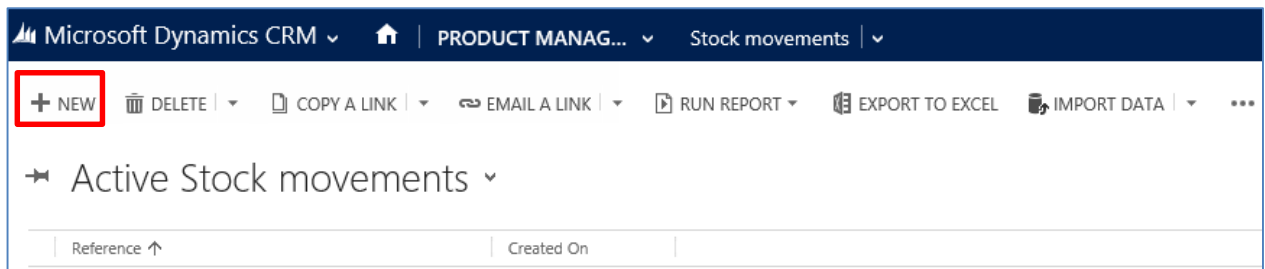 Microsoft Dynamics CRM PRODUCT MANAG... Stock movements
NEW DELETE COPY A LINK EMAIL A LINK RUN REPORT EXPORT TO EXCEL IMPORT DATA ...
Active Stock movements
Reference Created On